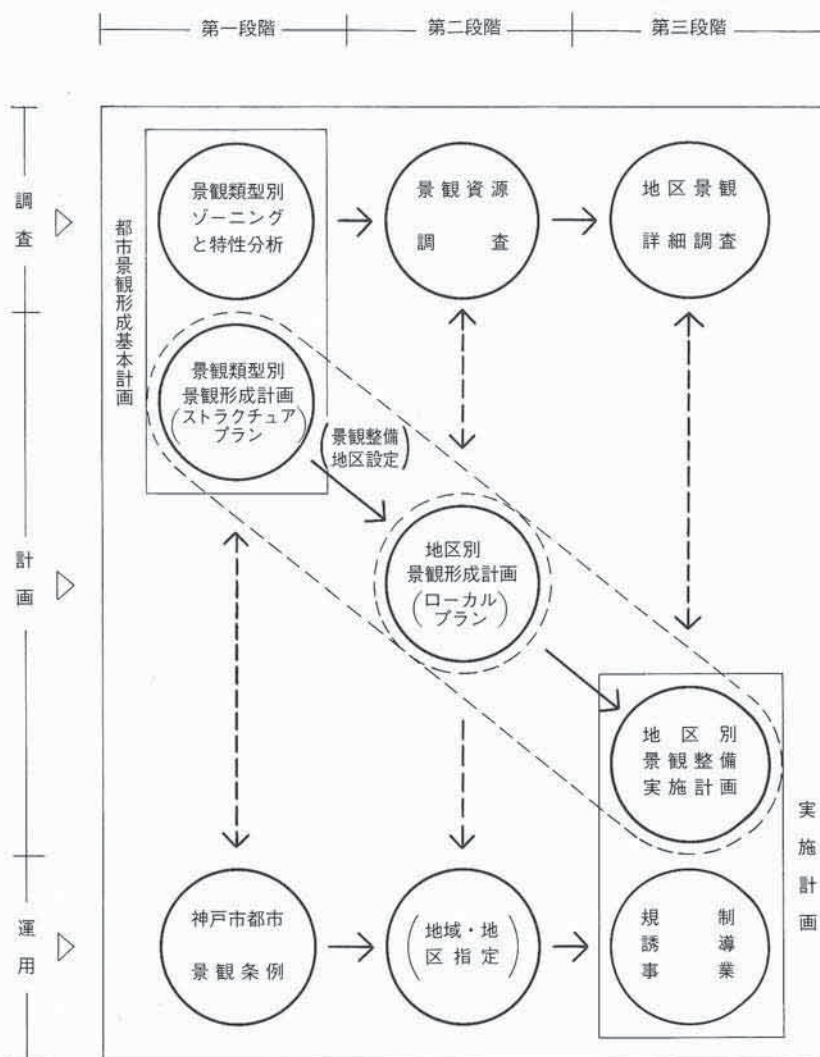 第一段階
第二段階
第三段階
調査
計画
運用
都市景観形成基本計画
景観類型別
ゾーニング
と特性分析
景観資源
調査
地区景観
詳細調査
景観類型別
景観形成計画
(ストラクチュア
プラン)
(景観整備
地区設定)
地区別
景観形成計画
(ローカル
プラン)
地区別
景観整備
実施計画
実施計画
神戸市都市
景観条例
(地域・地
区指定)
規制
誘導
事業